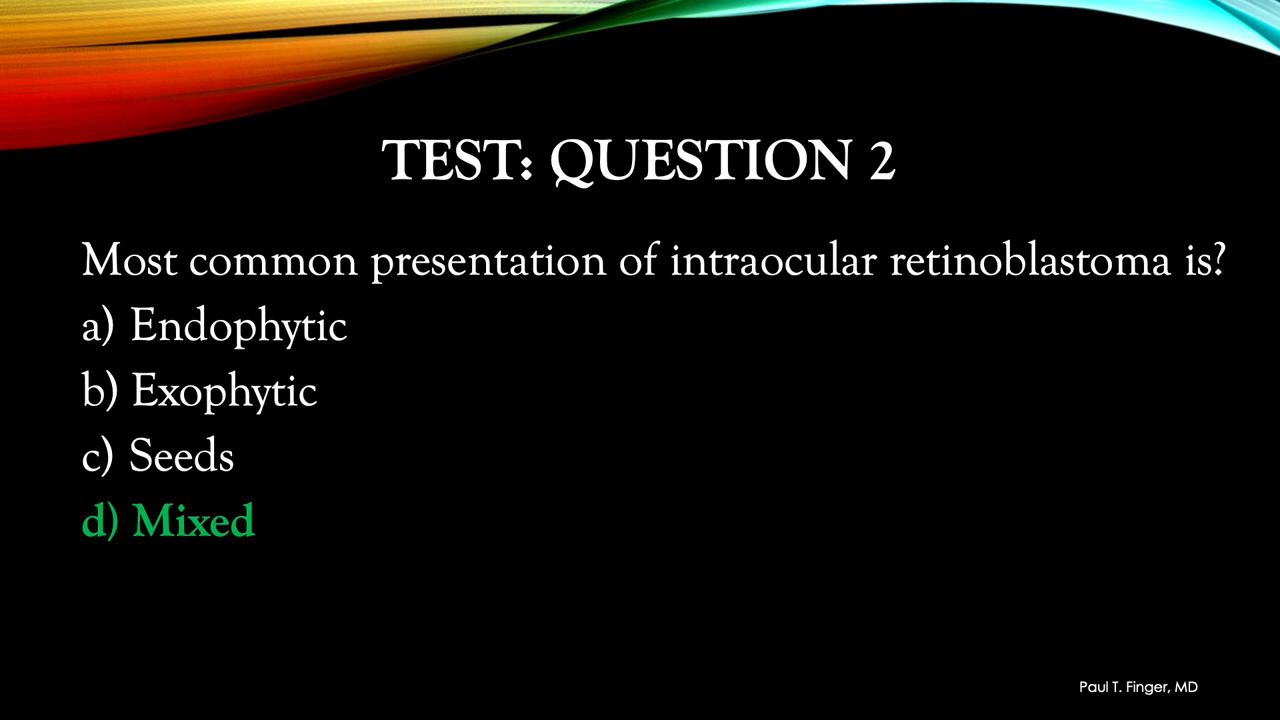 TEST: QUESTION 2
Most common presentation of intraocular retinoblastoma is?
a) Endophytic
b) Exophytic
c) Seeds
d) Mixed
Paul T. Finger, MD